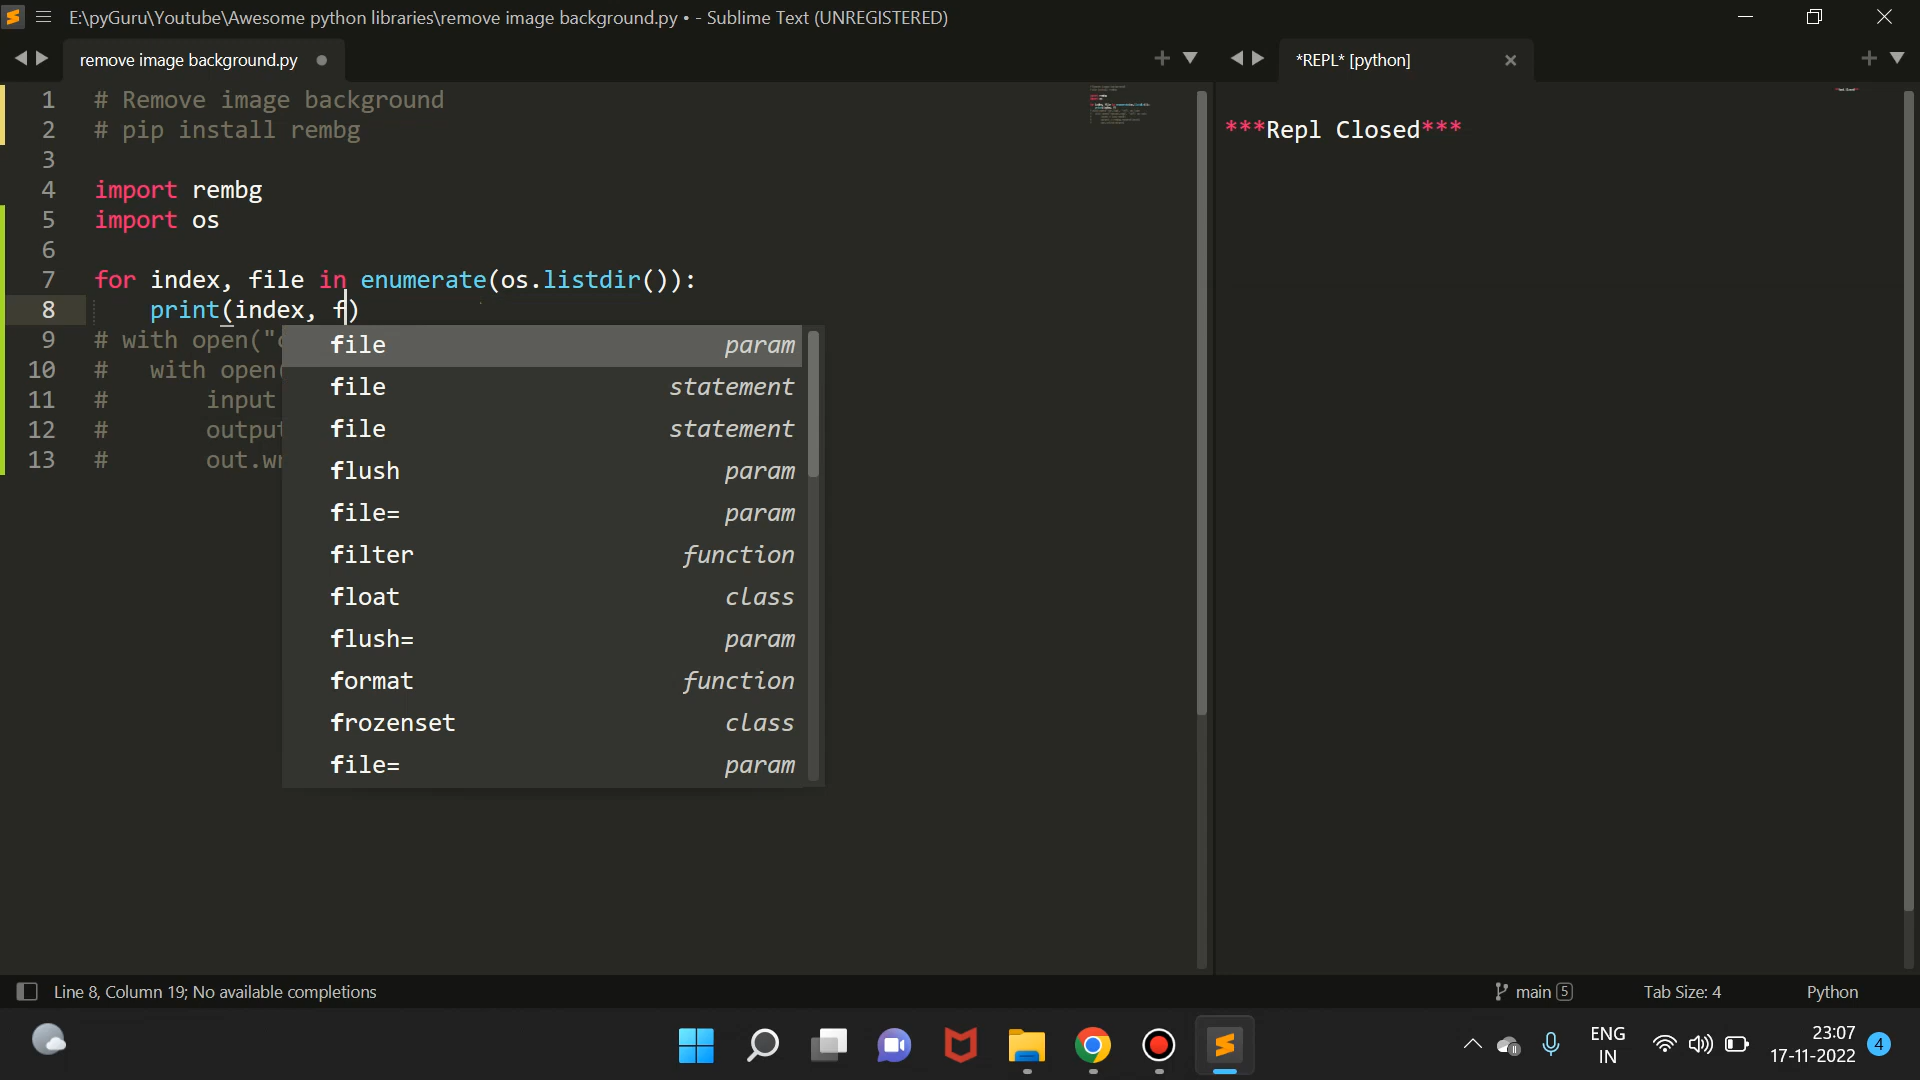 E:\pyGuru\Youtube\Awesome python libraries\remove image background.py • - Sublime Text (UNREGISTERED)
remove image background.py
*REPL* [python]
1 # Remove image background
2 # pip install rembg
3
4 import rembg
5 import os
6
7 for index, file in enumerate(os.listdir()):
8 print(index, f)
9 # with open("
10 # with open(
11 # input
12 # output
13 # out.wr
file param
file statement
file statement
flush param
file= param
filter function
float class
flush= param
format function
frozenset class
file= param
***Repl Closed***
Line 8, Column 19; No available completions
main 5
Tab Size: 4
Python
ENG
IN
23:07
17-11-2022
4